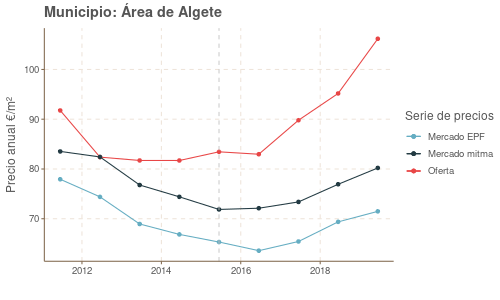 Municipio: Área de Algete
Precio anual €/m²
100
90
80
70
2012
2014
2016
2018
Serie de precios
Mercado EPF
Mercado mitma
Oferta